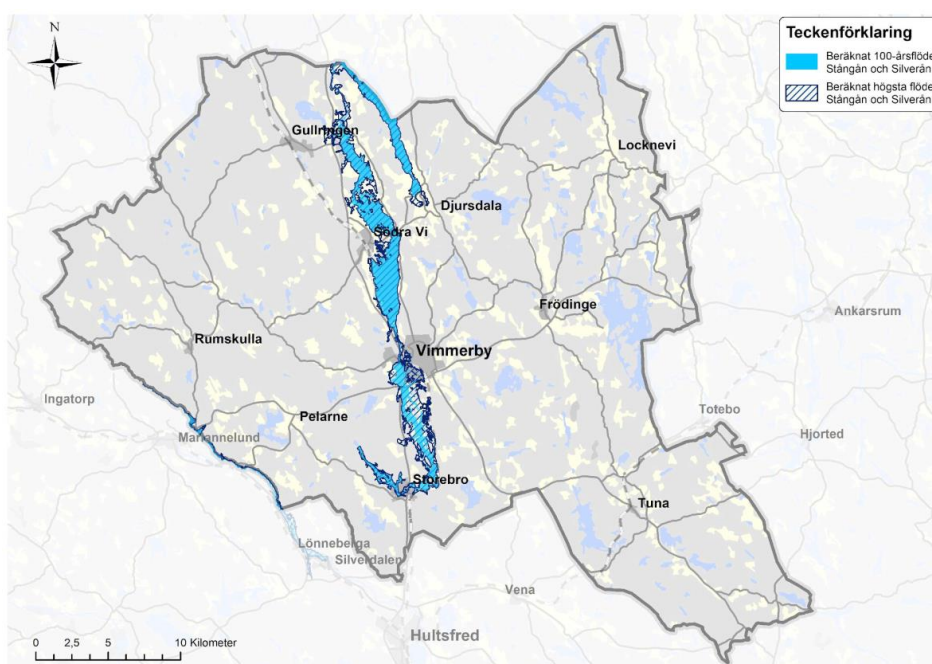 N
Teckenförklaring
Beräknat 100-årsflöde
Stångån och Silverån
Beräknat högsta flöde
Stångån och Silverån
Gullringen
Locknevi
Djursdala
Södra Vi
Frödinge
Ankarsrum
Rumskulla
Vimmerby
Ingatorp
Pelarne
Totebo
Mariannelund
Hjorted
Storebro
Tuna
Lönneberga
Silverdalen
Vena
Hultsfred
0 2,5 5 10 Kilometer